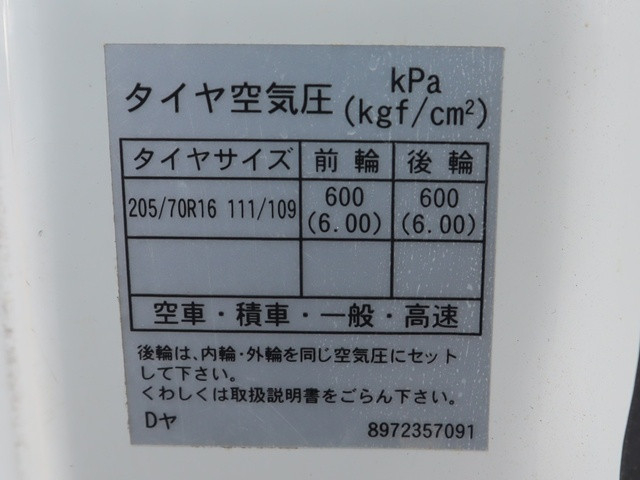 タイヤ空気圧 kPa
(kgf/cm²)
タイヤサイズ 前輪 後輪
205/70R16 111/109 600 600
(6.00) (6.00)
空車・積車・一般・高速
後輪は、内輪・外輪を同じ空気圧にセット
して下さい。
くわしくは取扱説明書をごらん下さい。
Dヤ 8972357091